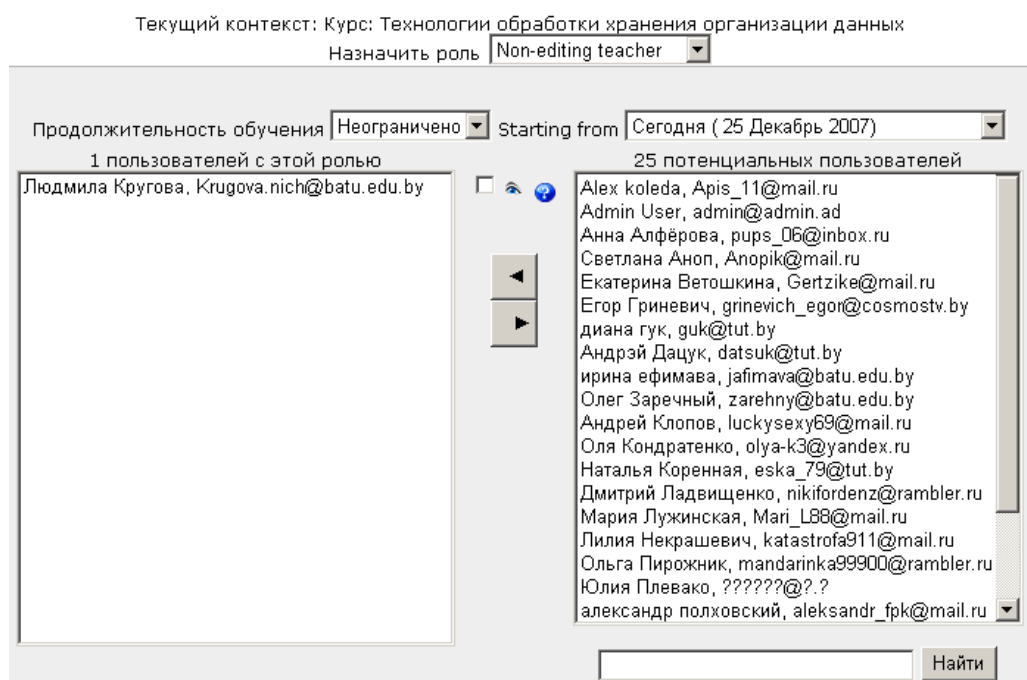 Текущий контекст: Курс: Технологии обработки хранения организации данных
Назначить роль Non-editing teacher
Продолжительность обучения Неограничено Starting from Сегодня ( 25 Декабрь 2007)
1 пользователей с этой ролью
Людмила Кругова, Krugova.nich@batu.edu.by
25 потенциальных пользователей
Alex koleda, Apis_11@mail.ru
Admin User, admin@admin.ad
Анна Алфёрова, pups_06@inbox.ru
Светлана Аноп, Anopik@mail.ru
Екатерина Ветошкина, Gertzike@mail.ru
Егор Гриневич, grinevich_egor@cosmostv.by
диана гук, guk@tut.by
Андрэй Дацук, datsuk@tut.by
ирина ефимава, jafimava@batu.edu.by
Олег Заречный, zarehny@batu.edu.by
Андрей Клопов, luckysexy69@mail.ru
Оля Кондратенко, olya-k3@yandex.ru
Наталья Коренная, eska_79@tut.by
Дмитрий Ладвищенко, nikifordenz@rambler.ru
Мария Лужинская, Mari_L88@mail.ru
Лилия Некрашевич, katastrofa911@mail.ru
Ольга Пирожник, mandarinka99900@rambler.ru
Юлия Плевако, ??????@?.?
александр полховский, aleksandr_fpk@mail.ru
Найти